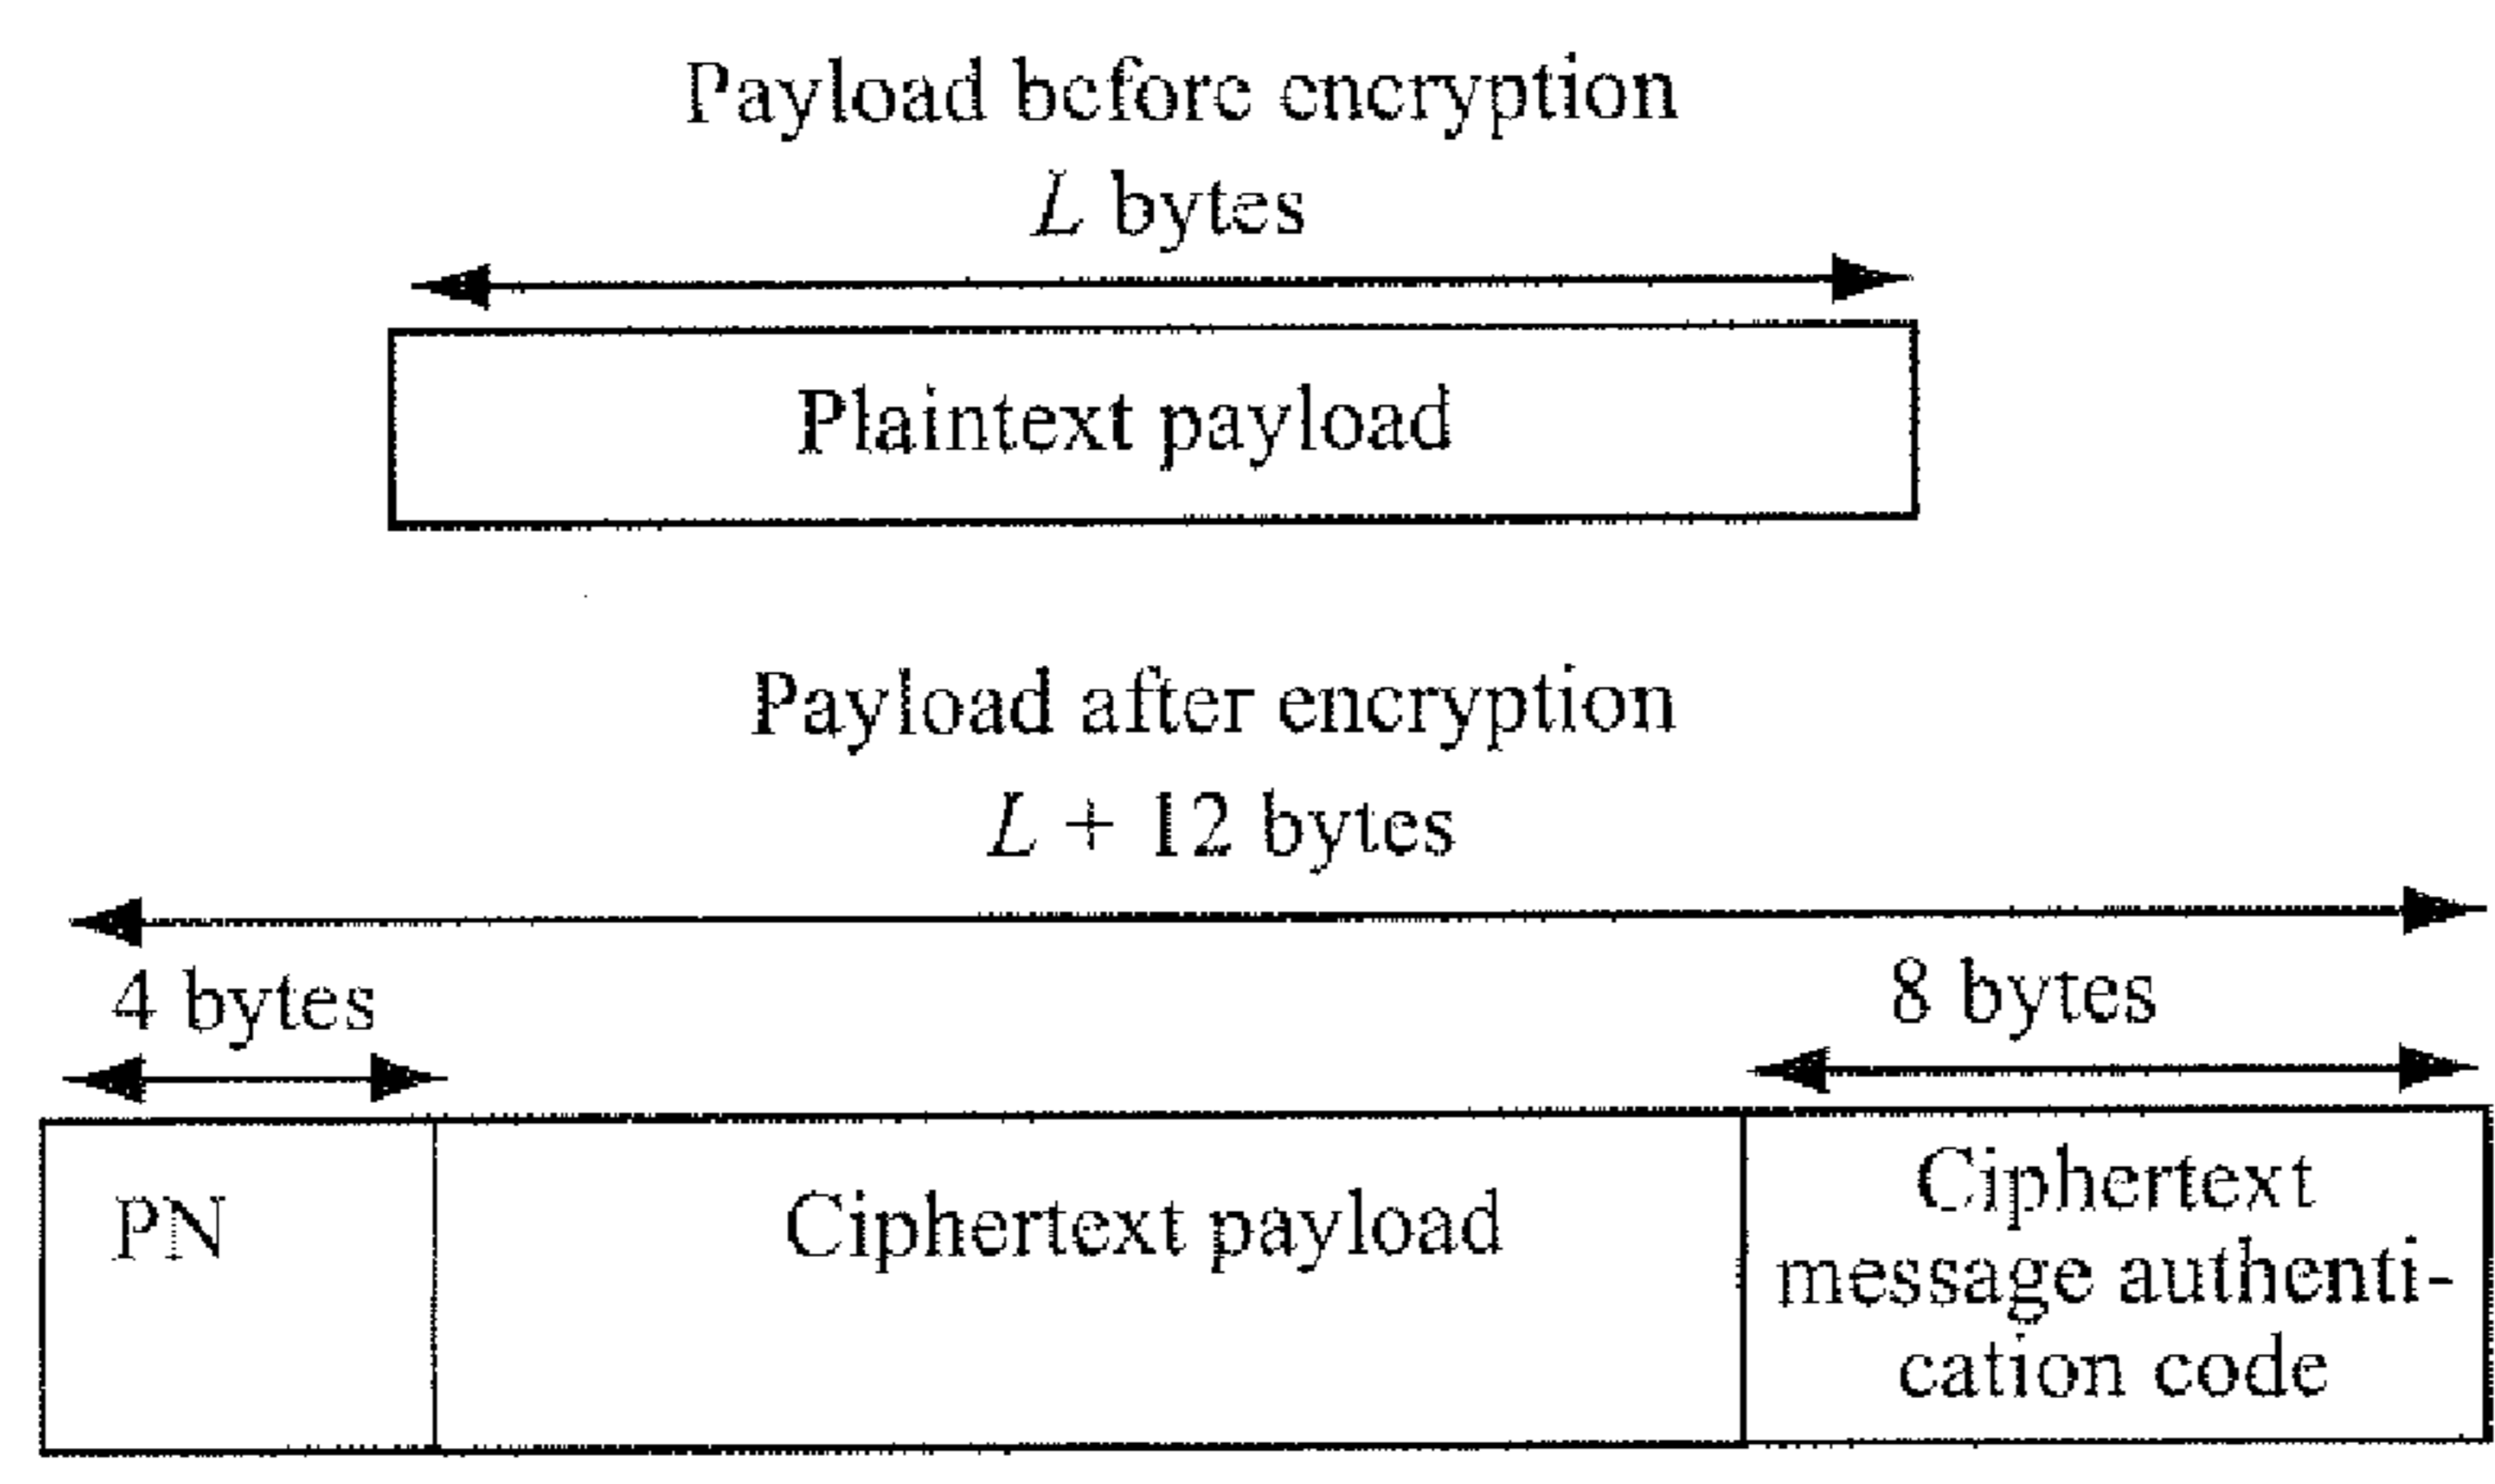 Payload before encryption
L bytes
Plaintext payload
Payload after encryption
L + 12 bytes
4 bytes
8 bytes
PN
Ciphertext payload
Ciphertext
message authenti-
cation code